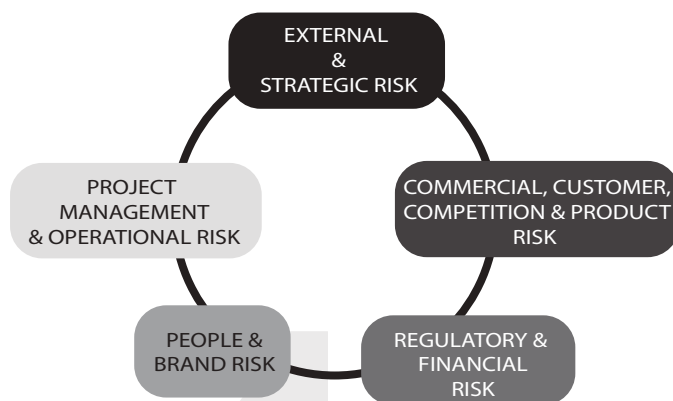 EXTERNAL
&
STRATEGIC RISK
PROJECT
MANAGEMENT
& OPERATIONAL RISK
COMMERCIAL, CUSTOMER,
COMPETITION & PRODUCT
RISK
PEOPLE &
BRAND RISK
REGULATORY &
FINANCIAL
RISK